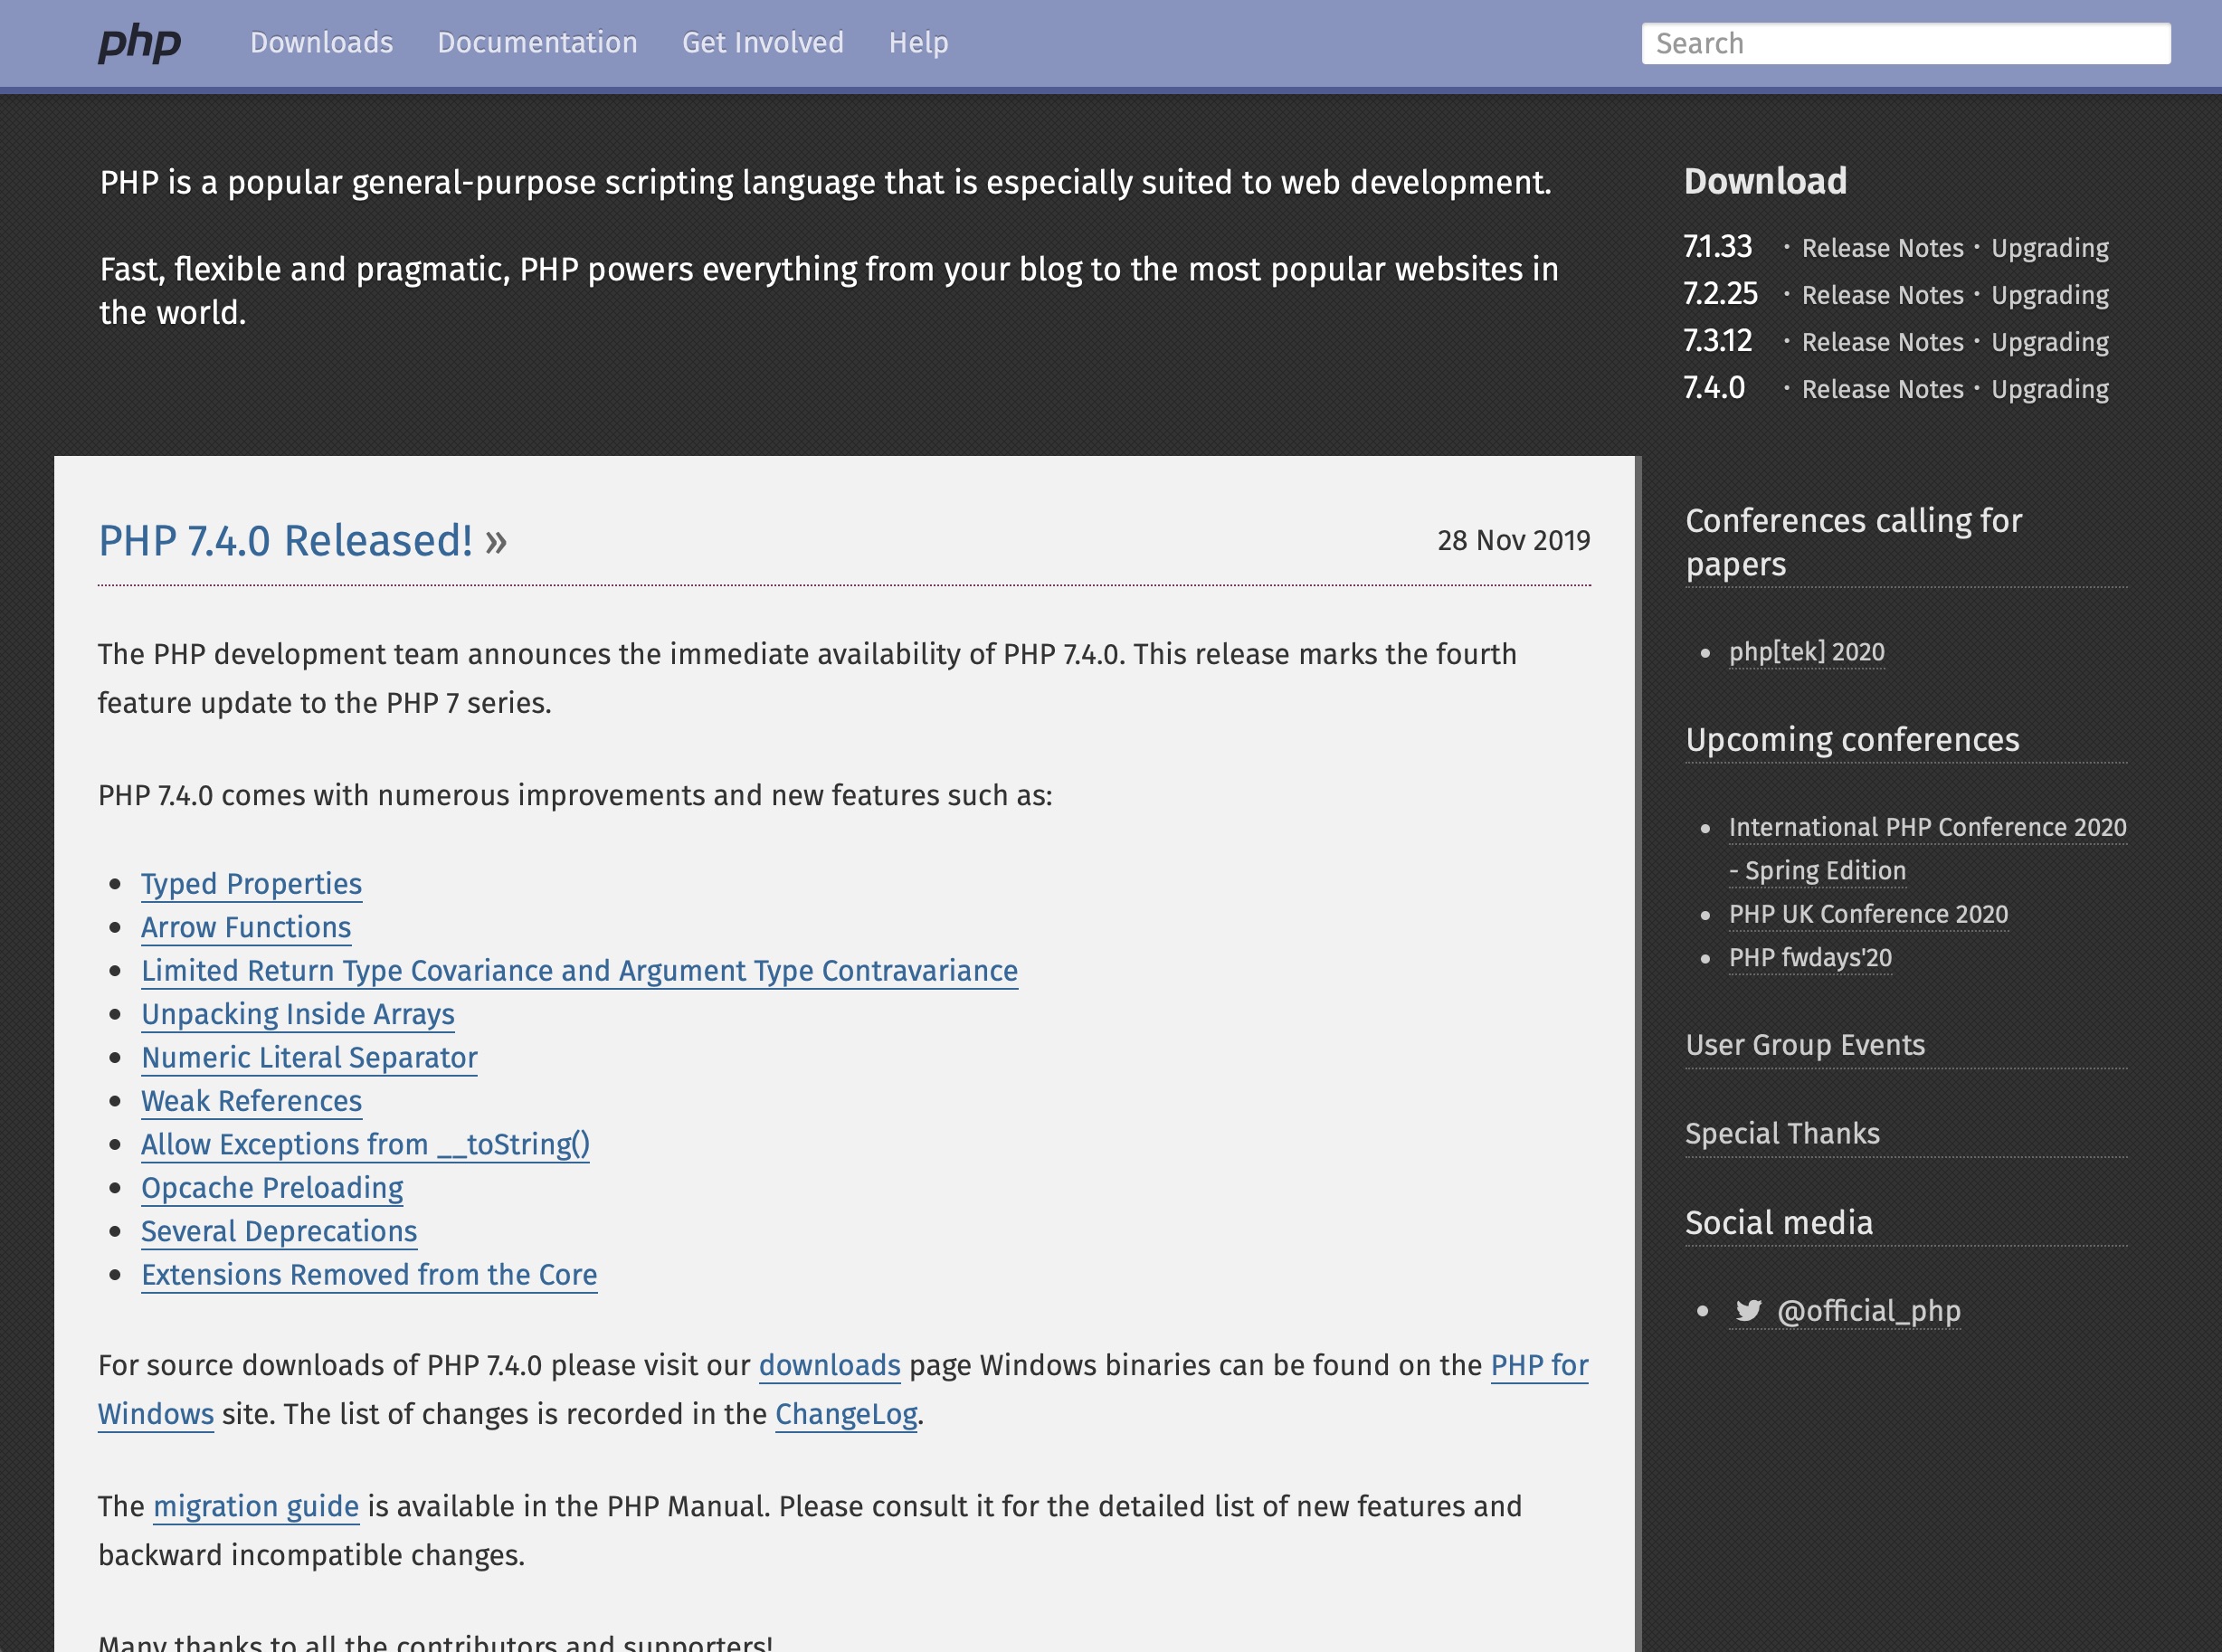 php
Downloads
Documentation
Get Involved
Help
Search
PHP is a popular general-purpose scripting language that is especially suited to web development.
Fast, flexible and pragmatic, PHP powers everything from your blog to the most popular websites in
the world.
Download
7.1.33 · Release Notes · Upgrading
7.2.25 · Release Notes · Upgrading
7.3.12 · Release Notes · Upgrading
7.4.0 · Release Notes · Upgrading
PHP 7.4.0 Released! »
28 Nov 2019
The PHP development team announces the immediate availability of PHP 7.4.0. This release marks the fourth
feature update to the PHP 7 series.
PHP 7.4.0 comes with numerous improvements and new features such as:
• Typed Properties
• Arrow Functions
• Limited Return Type Covariance and Argument Type Contravariance
• Unpacking Inside Arrays
• Numeric Literal Separator
• Weak References
• Allow Exceptions from __toString()
• Opcache Preloading
• Several Deprecations
• Extensions Removed from the Core
For source downloads of PHP 7.4.0 please visit our downloads page Windows binaries can be found on the PHP for
Windows site. The list of changes is recorded in the ChangeLog.
The migration guide is available in the PHP Manual. Please consult it for the detailed list of new features and
backward incompatible changes.
Many thanks to all the contributors and supporters!
Conferences calling for
papers
• php[tek] 2020
Upcoming conferences
• International PHP Conference 2020
- Spring Edition
• PHP UK Conference 2020
• PHP fwdays'20
User Group Events
Special Thanks
Social media
• @official_php